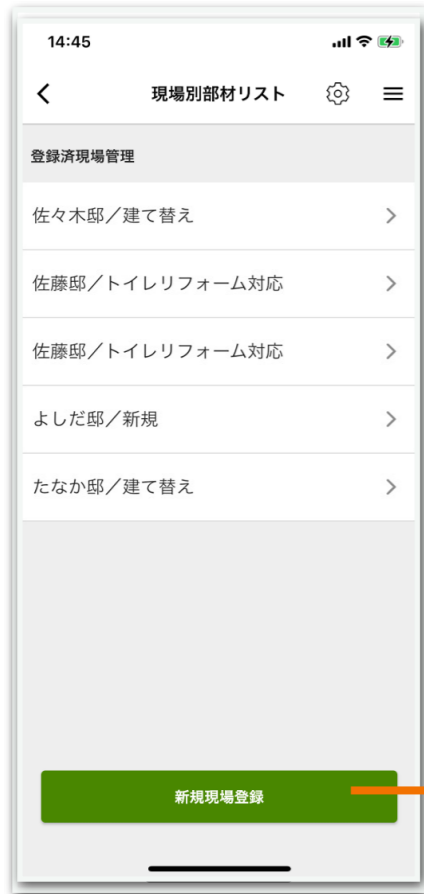 14:45
現場別部材リスト
登録済現場管理
佐々木邸／建て替え
佐藤邸／トイレリフォーム対応
佐藤邸／トイレリフォーム対応
よしだ邸／新規
たなか邸／建て替え
新規現場登録